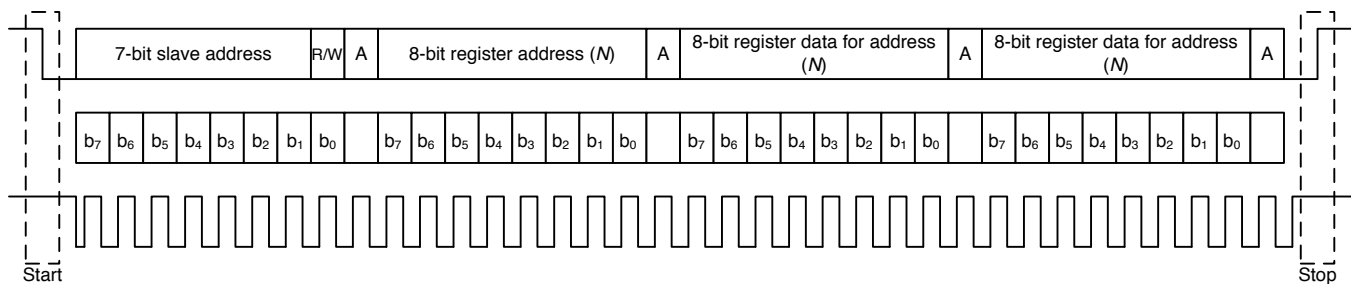 7-bit slave address R/W A 8-bit register address (N) A 8-bit register data for address (N) A 8-bit register data for address (N) A
b7 b6 b5 b4 b3 b2 b1 b0 b7 b6 b5 b4 b3 b2 b1 b0 b7 b6 b5 b4 b3 b2 b1 b0 b7 b6 b5 b4 b3 b2 b1 b0
Start Stop